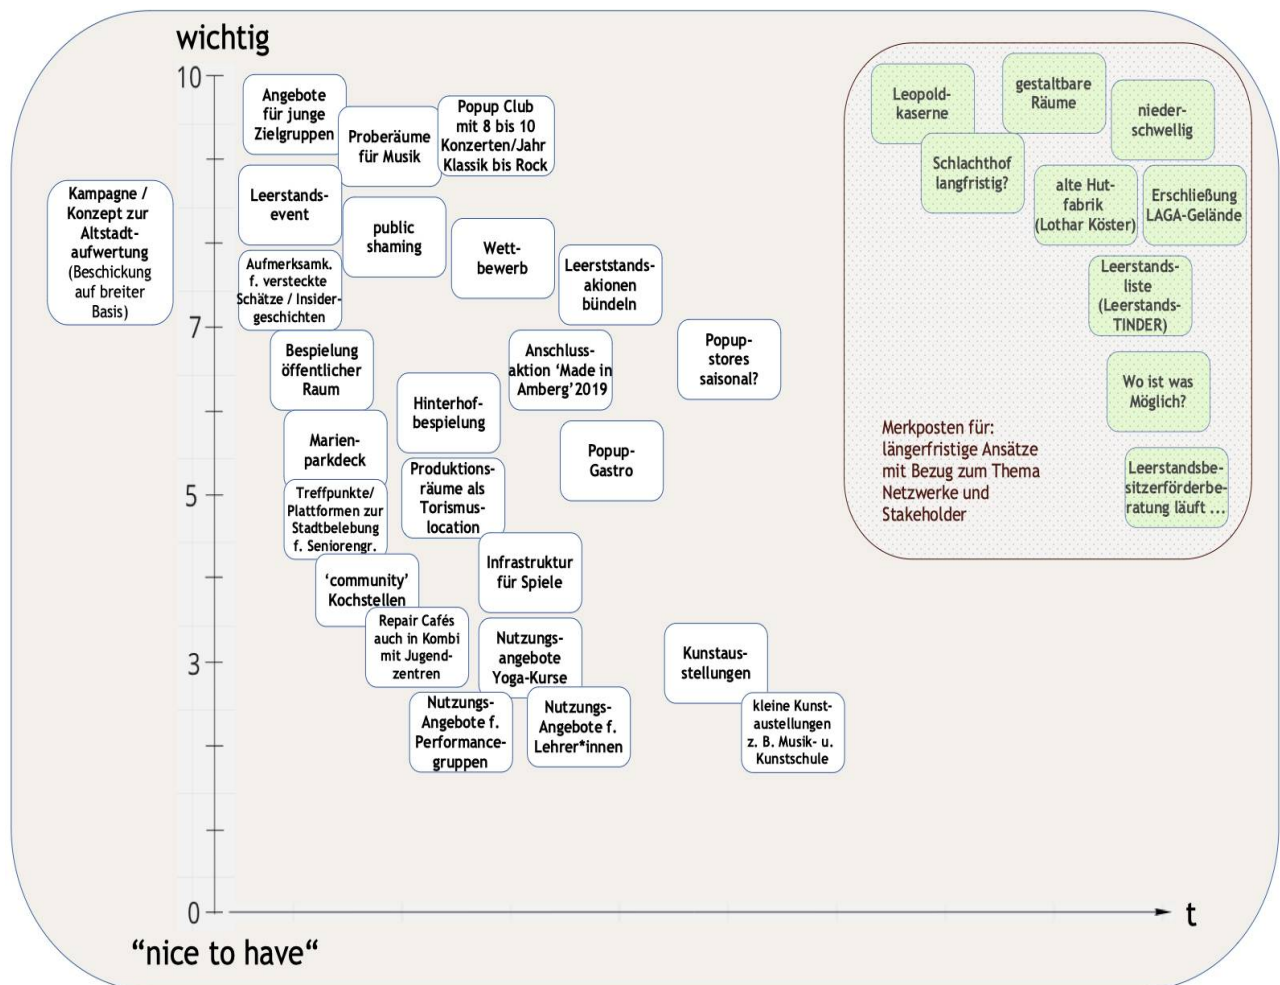 wichtig
10
7
5
3
0
"nice to have"
t
Kampagne /
Konzept zur
Altstadt-
aufwertung
(Beschickung
auf breiter
Basis)
Angebote
für junge
Zielgruppen
Proberäume
für Musik
Popup Club
mit 8 bis 10
Konzerten/Jahr
Klassik bis Rock
Leerstands-
event
public
shaming
Wett-
bewerb
Leerststands-
akionen
bündeln
Aufmerksamk.
f. versteckte
Schätze / Insider-
geschichten
Bespielung
öffentlicher
Raum
Anschluss-
aktion ‘Made in
Amberg’2019
Popup-
stores
saisonal?
Hinterhof-
bespielung
Marien-
parkdeck
Popup-
Gastro
Produktions-
räume als
Torismus-
location
Treffpunkte/
Plattformen zur
Stadtbelebung
f. Seniorengr.
Infrastruktur
für Spiele
‘community’
Kochstellen
Repair Cafés
auch in Kombi
mit Jugend-
zentren
Nutzungs-
angebote
Yoga-Kurse
Kunstaus-
stellungen
Nutzungs-
Angebote f.
Performance-
gruppen
Nutzungs-
Angebote f.
Lehrer*innen
kleine Kunst-
austellungen
z. B. Musik- u.
Kunstschule
Leopold-
kaserne
gestaltbare
Räume
nieder-
schwellig
Schlachthof
langfristig?
alte Hut-
fabrik
(Lothar Köster)
Erschließung
LAGA-Gelände
Leerstands-
liste
(Leerstands-
TINDER)
Wo ist was
Möglich?
Leerstandsbe-
sitzerförderbe-
ratung läuft ...
Merkposten für:
längerfristige Ansätze
mit Bezug zum Thema
Netzwerke und
Stakeholder